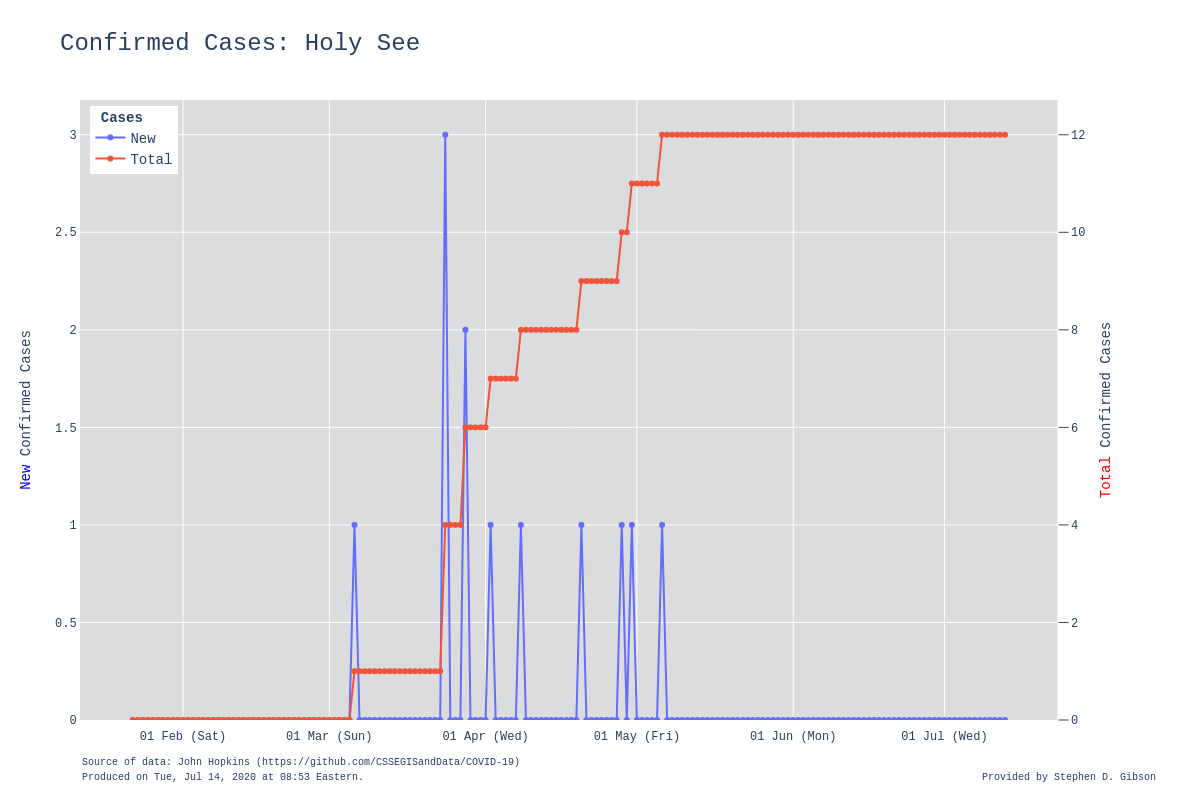 Confirmed Cases: Holy See
Cases
New
Total
3
2.5
2
1.5
1
0.5
0
12
10
8
6
4
2
0
New Confirmed Cases
Total Confirmed Cases
01 Feb (Sat)
01 Mar (Sun)
01 Apr (Wed)
01 May (Fri)
01 Jun (Mon)
01 Jul (Wed)
Source of data: John Hopkins (https://github.com/CSSEGISandData/COVID-19)
Produced on Tue, Jul 14, 2020 at 08:53 Eastern.
Provided by Stephen D. Gibson